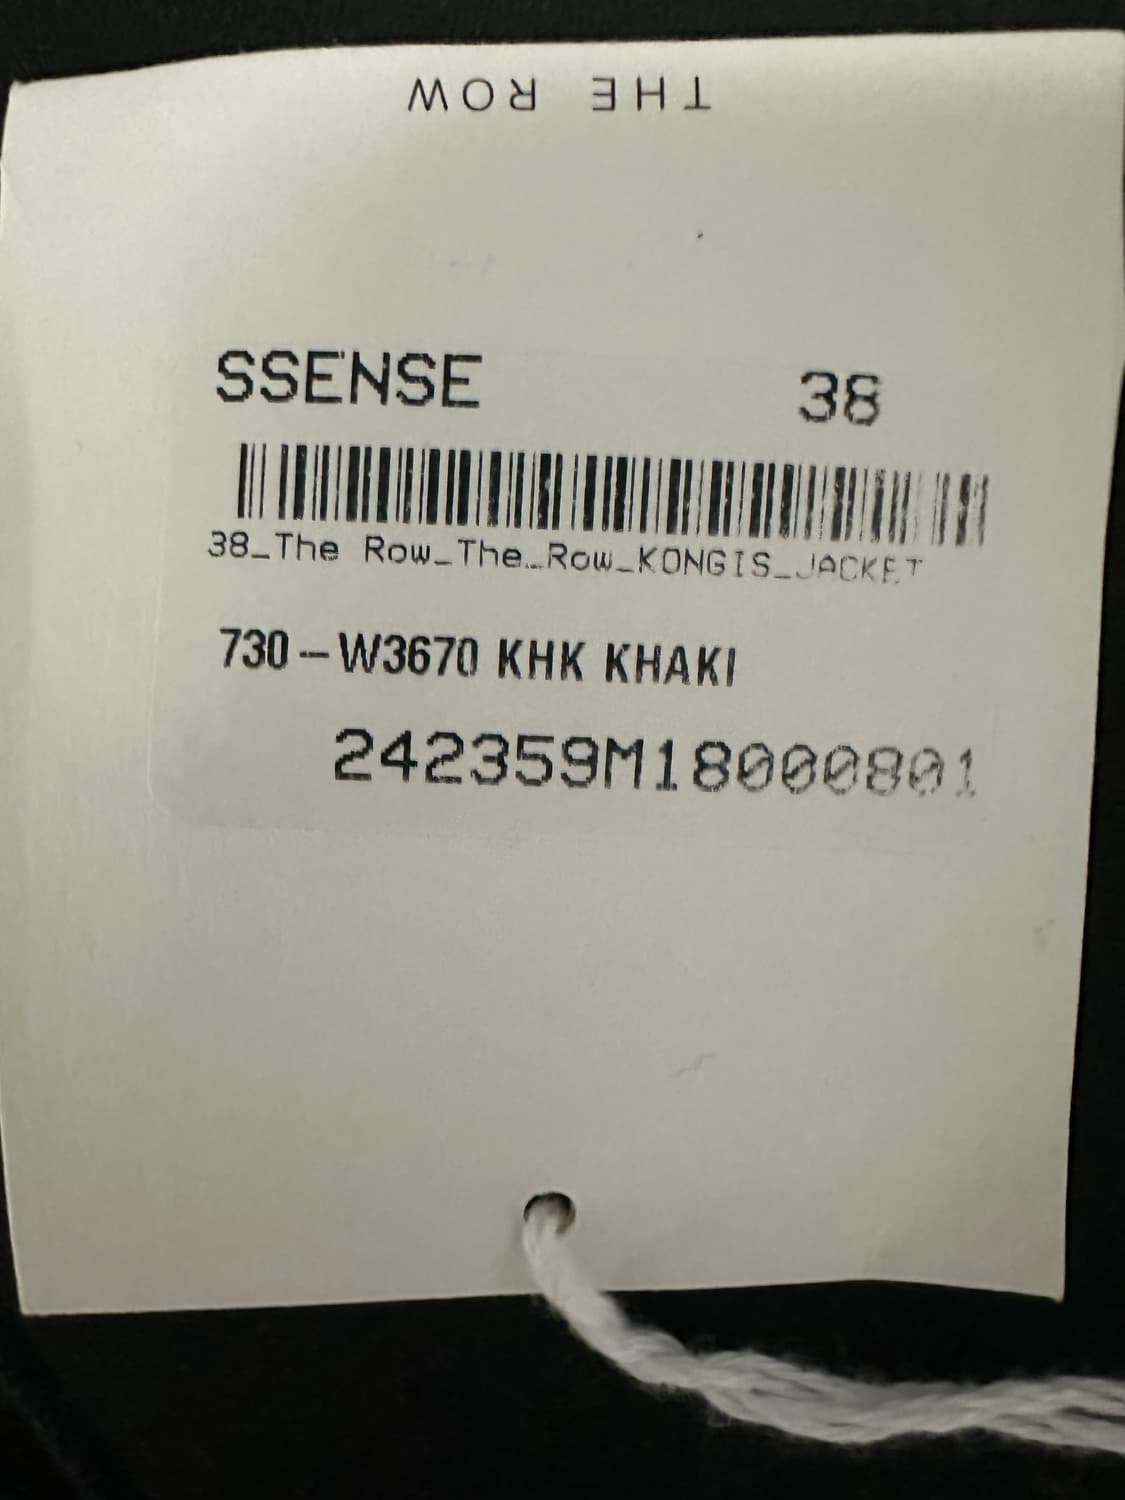 THE ROW
SSENSE 38
38_The Row_The_Row_KONGIS_JACKET
730-W3670 KHK KHAKI
242359M18000801